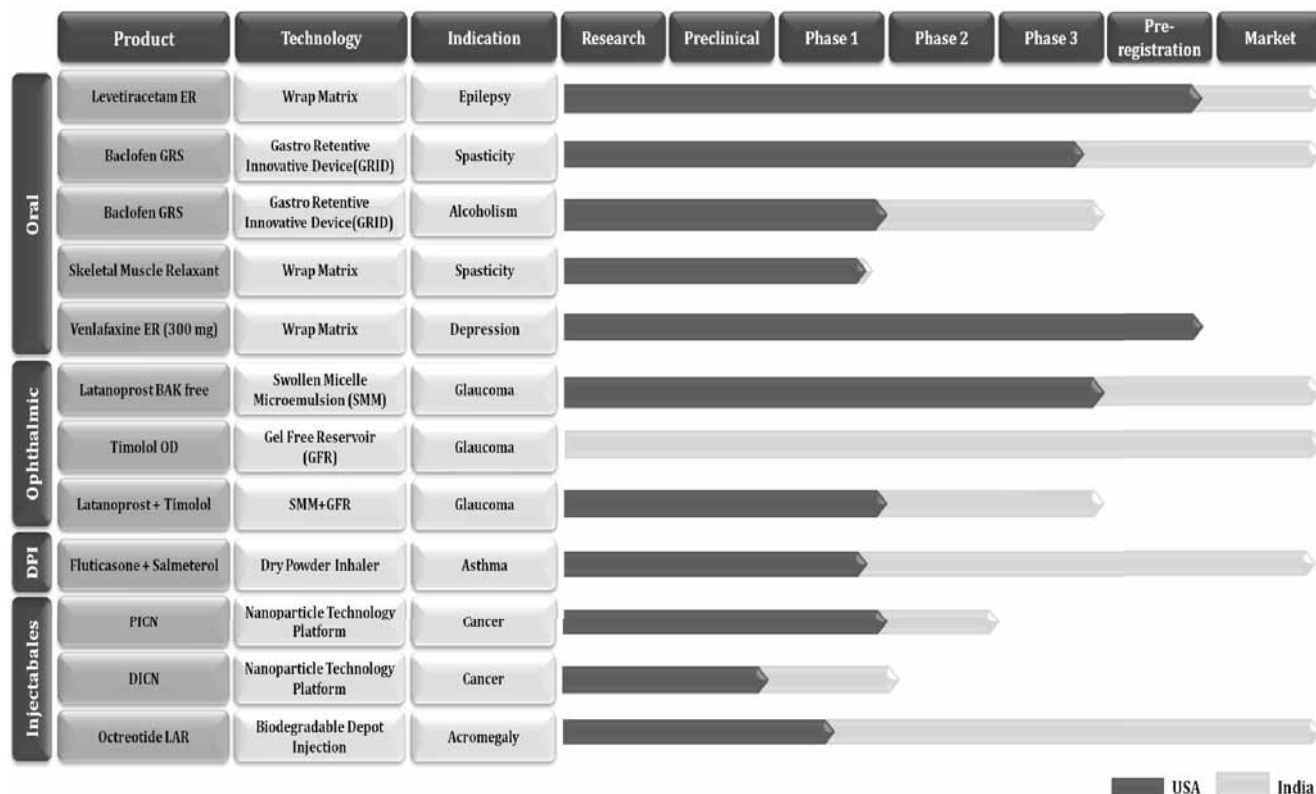 Product Technology Indication Research Preclinical Phase 1 Phase 2 Phase 3 Pre-
registration Market
Oral
Levetiracetam ER Wrap Matrix Epilepsy
Baclofen GRS Gastro Retentive
Innovative Device(GRID) Spasticity
Baclofen GRS Gastro Retentive
Innovative Device(GRID) Alcoholism
Skeletal Muscle Relaxant Wrap Matrix Spasticity
Venlafaxine ER (300 mg) Wrap Matrix Depression
Ophthalmic
Latanoprost BAK free Swollen Micelle
Microemulsion (SMM) Glaucoma
Timolol OD Gel Free Reservoir
(GFR) Glaucoma
Latanoprost + Timolol SMM+GFR Glaucoma
DPI
Fluticasone + Salmeterol Dry Powder Inhaler Asthma
Injectabales
PICN Nanoparticle Technology
Platform Cancer
DICN Nanoparticle Technology
Platform Cancer
Octreotide LAR Biodegradable Depot
Injection Acromegaly
USA India